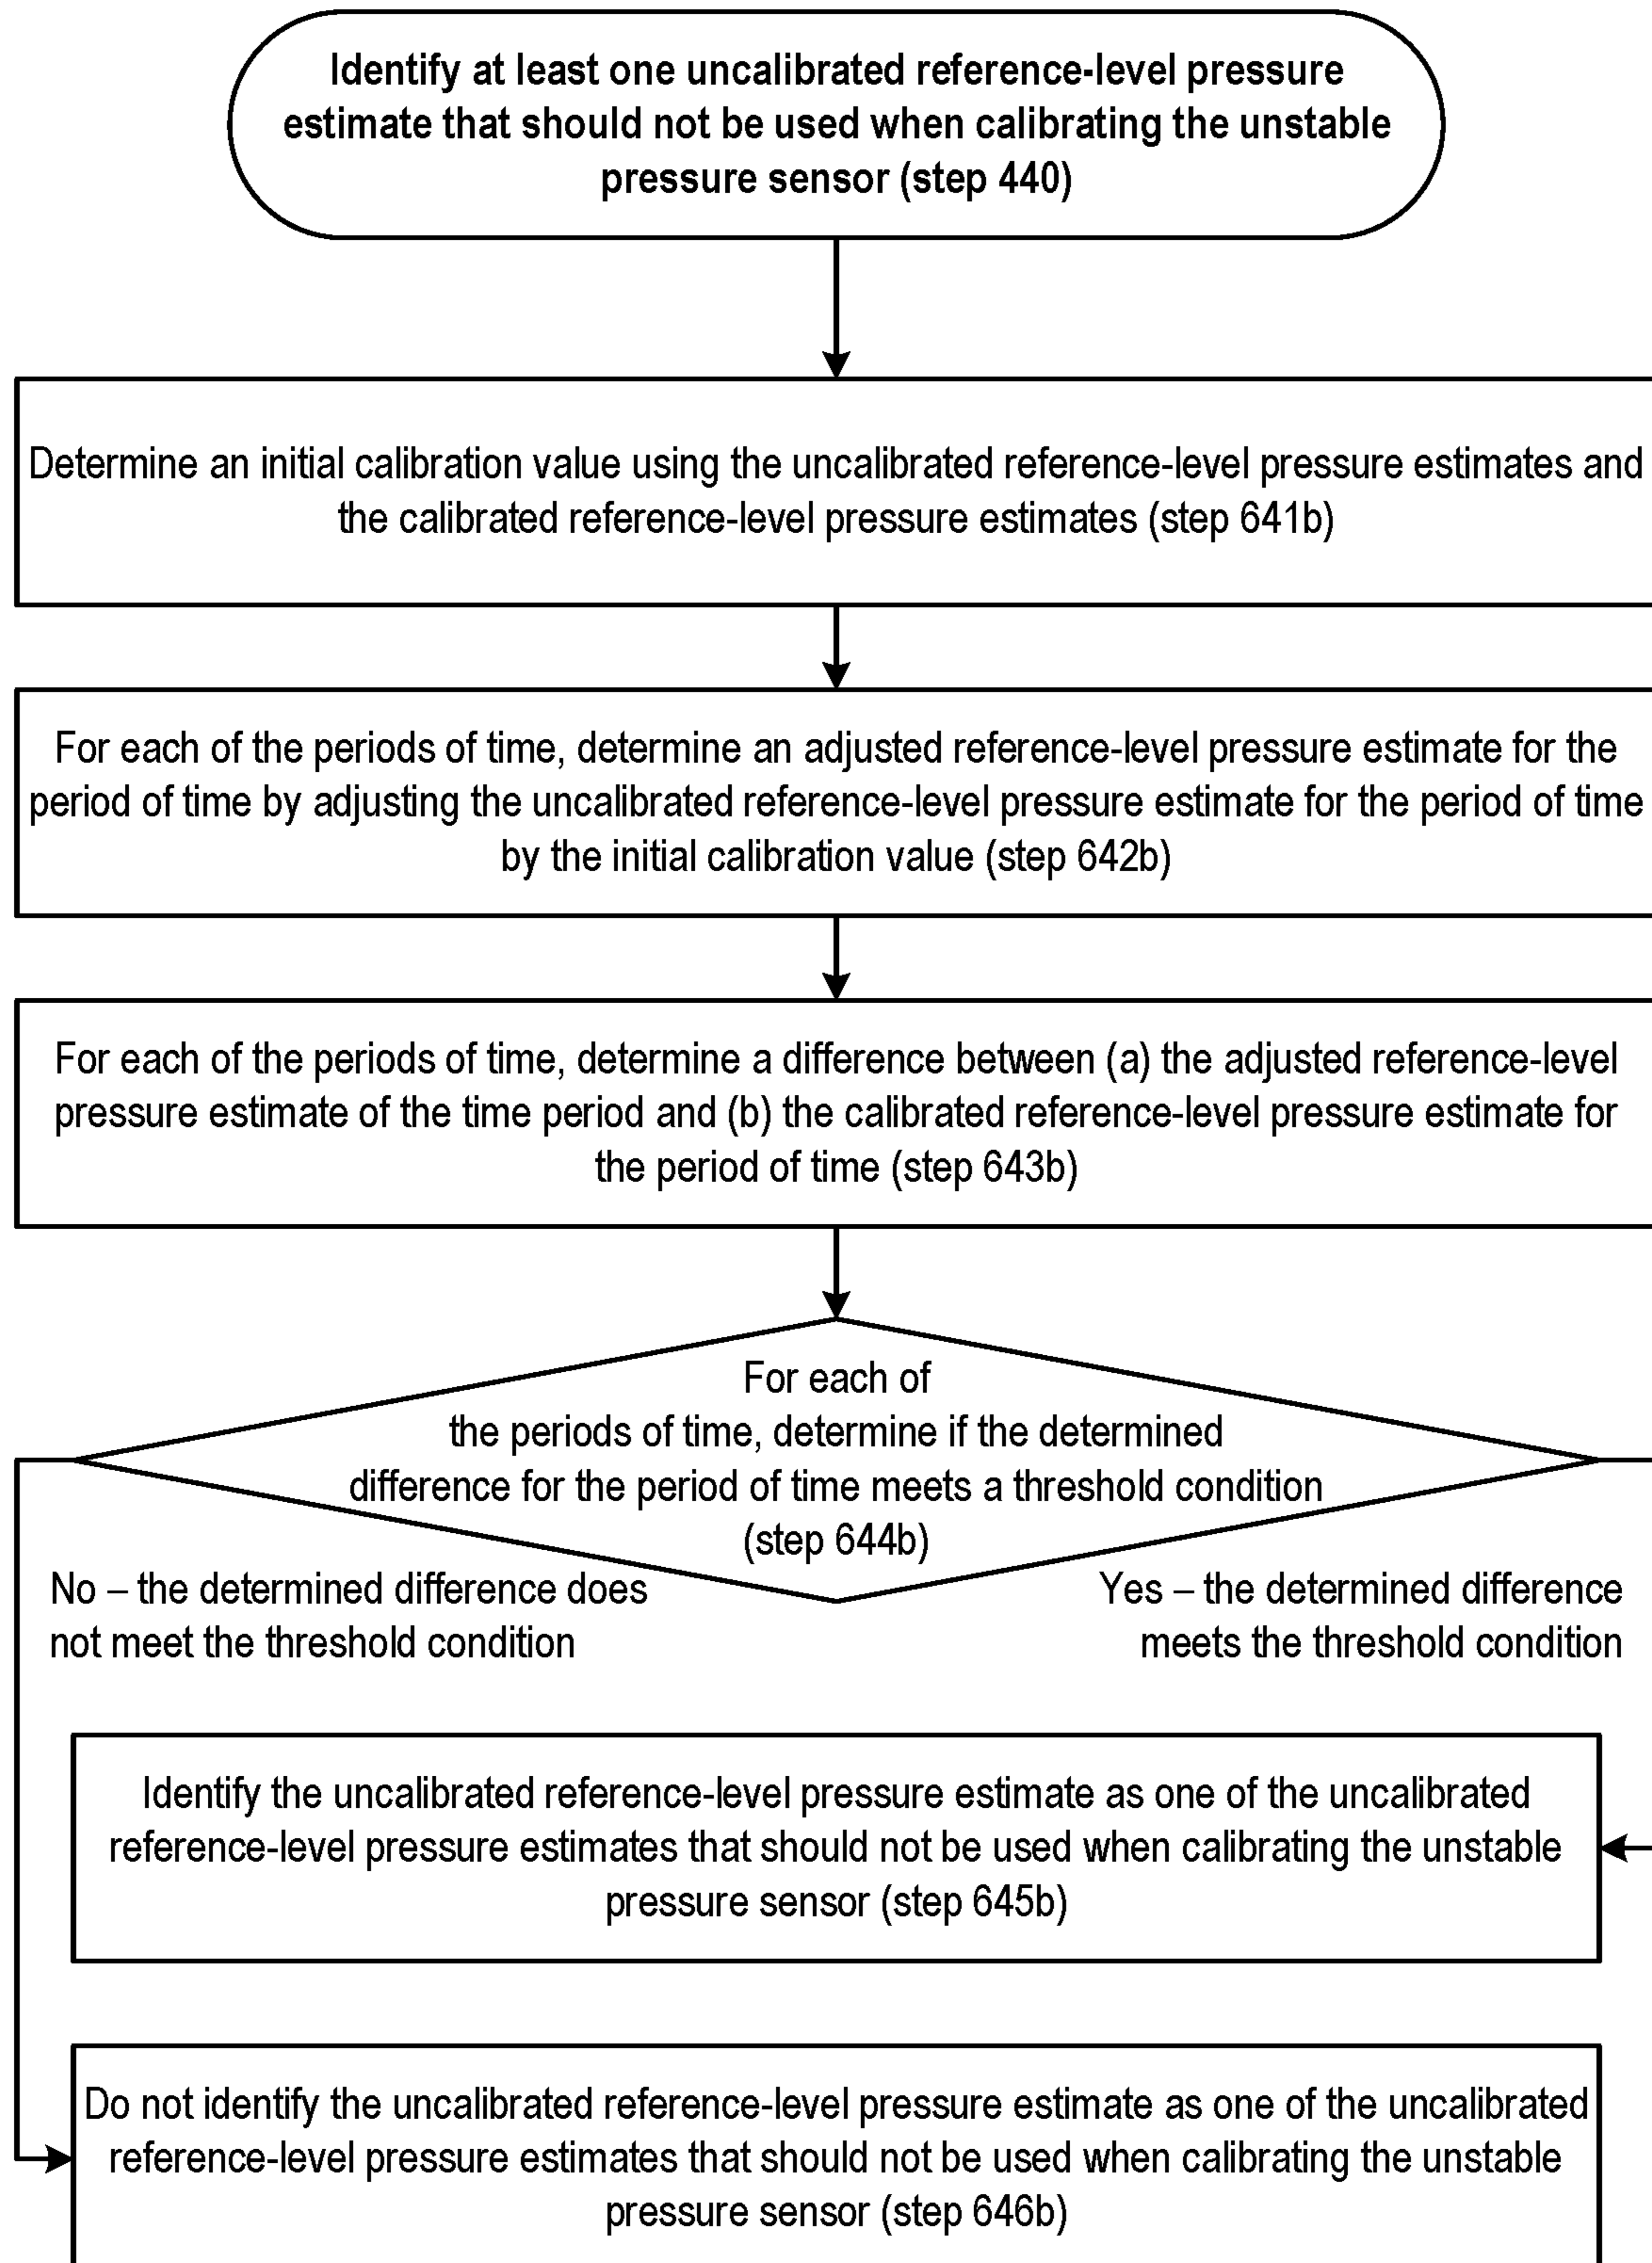 Identify at least one uncalibrated reference-level pressure
estimate that should not be used when calibrating the unstable
pressure sensor (step 440)
Determine an initial calibration value using the uncalibrated reference-level pressure estimates and
the calibrated reference-level pressure estimates (step 641b)
For each of the periods of time, determine an adjusted reference-level pressure estimate for the
period of time by adjusting the uncalibrated reference-level pressure estimate for the period of time
by the initial calibration value (step 642b)
For each of the periods of time, determine a difference between (a) the adjusted reference-level
pressure estimate of the time period and (b) the calibrated reference-level pressure estimate for
the period of time (step 643b)
For each of
the periods of time, determine if the determined
difference for the period of time meets a threshold condition
(step 644b)
No – the determined difference does
not meet the threshold condition
Yes – the determined difference
meets the threshold condition
Identify the uncalibrated reference-level pressure estimate as one of the uncalibrated
reference-level pressure estimates that should not be used when calibrating the unstable
pressure sensor (step 645b)
Do not identify the uncalibrated reference-level pressure estimate as one of the uncalibrated
reference-level pressure estimates that should not be used when calibrating the unstable
pressure sensor (step 646b)